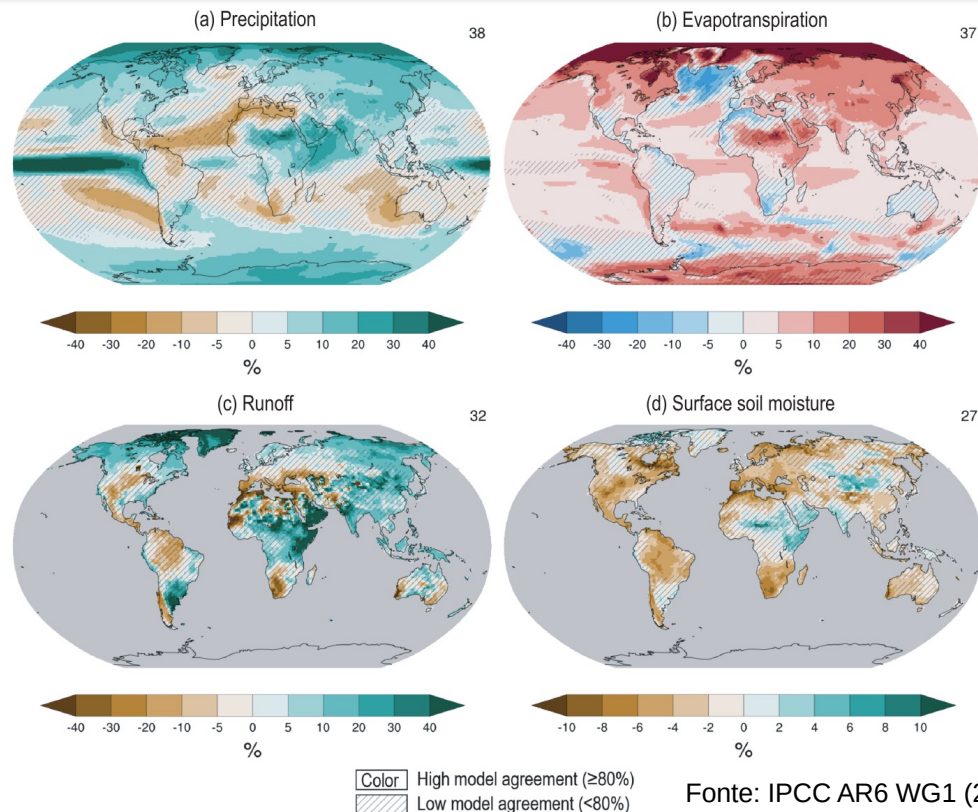 (a) Precipitation
38
-40 -30 -20 -10 -5 0 5 10 20 30 40
%
(b) Evapotranspiration
37
-40 -30 -20 -10 -5 0 5 10 20 30 40
%
(c) Runoff
32
-40 -30 -20 -10 -5 0 5 10 20 30 40
%
(d) Surface soil moisture
27
-10 -8 -6 -4 -2 0 2 4 6 8 10
%
Color High model agreement (≥80%)
Low model agreement (<80%)
Fonte: IPCC AR6 WG1 (2